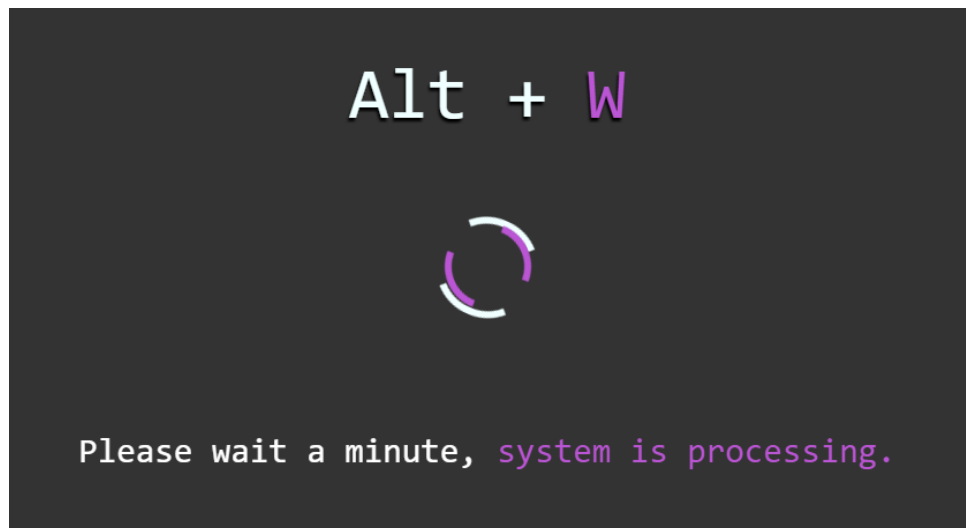 Alt + W
Please wait a minute, system is processing.